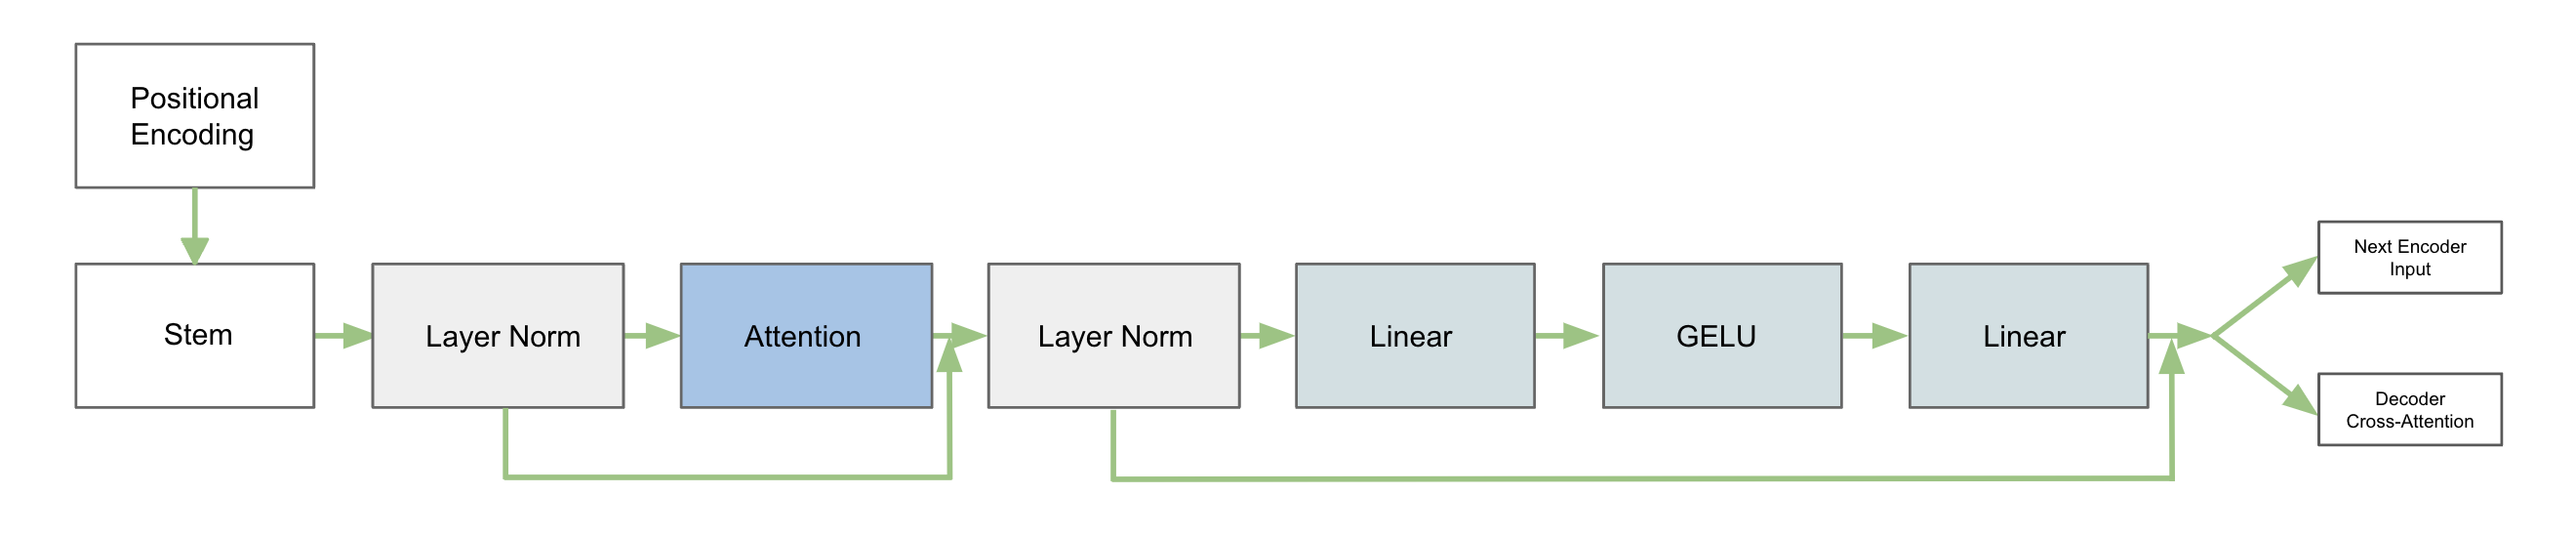 Positional
Encoding
Stem
Layer Norm
Attention
Layer Norm
Linear
GELU
Linear
Next Encoder
Input
Decoder
Cross-Attention